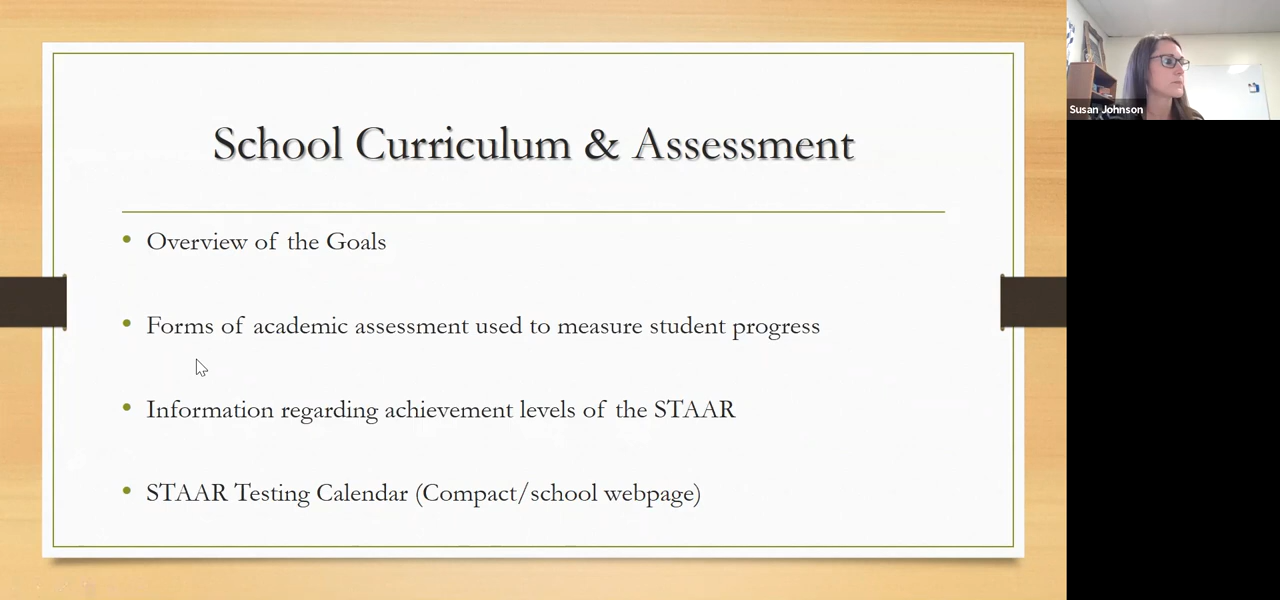 School Curriculum & Assessment
Overview of the Goals
Forms of academic assessment used to measure student progress
Information regarding achievement levels of the STAAR
STAAR Testing Calendar (Compact/school webpage)
Susan Johnson